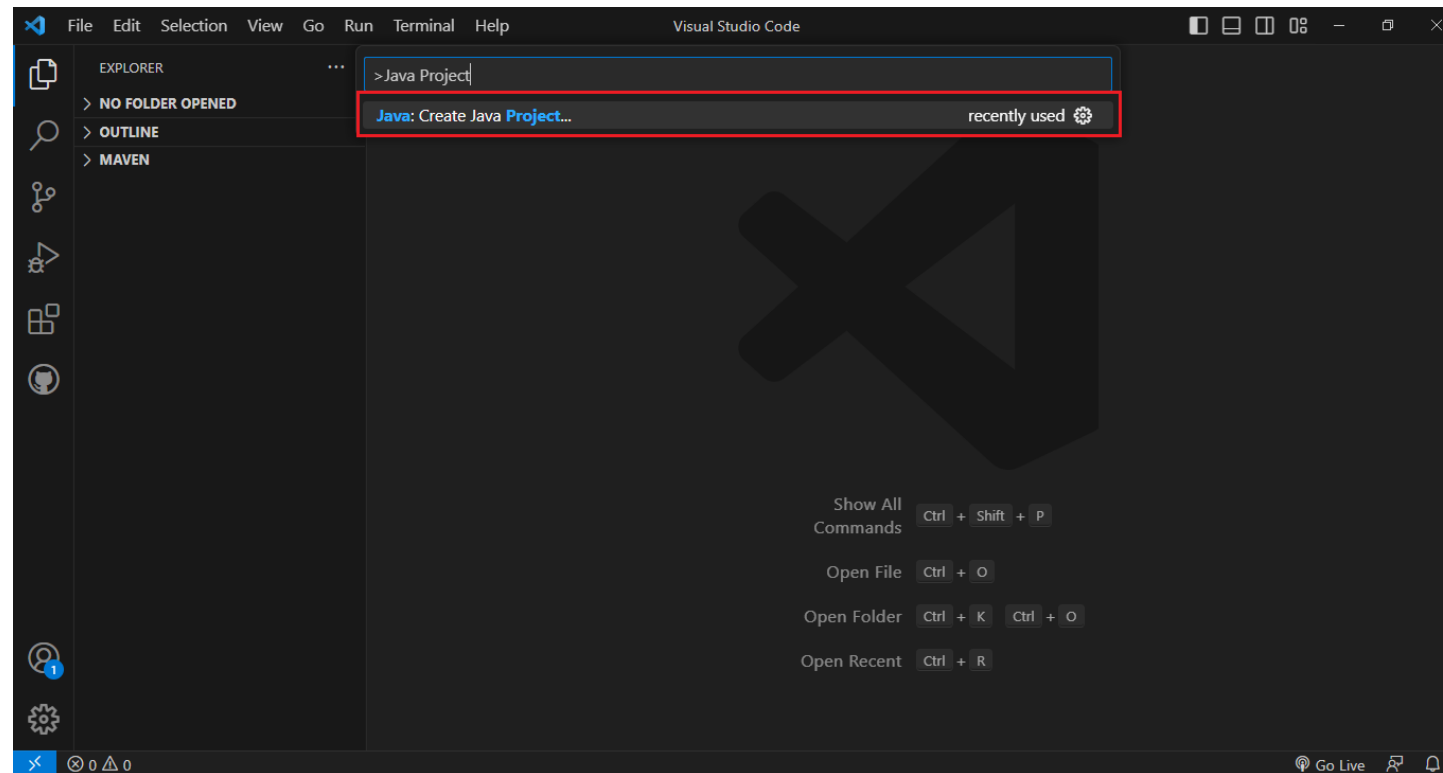 File Edit Selection View Go Run Terminal Help Visual Studio Code
EXPLORER ...
>Java Project
NO FOLDER OPENED
Java: Create Java Project... recently used
OUTLINE
MAVEN
Show All
Commands Ctrl + Shift + P
Open File Ctrl + O
Open Folder Ctrl + K Ctrl + O
Open Recent Ctrl + R
1
0 0 Go Live